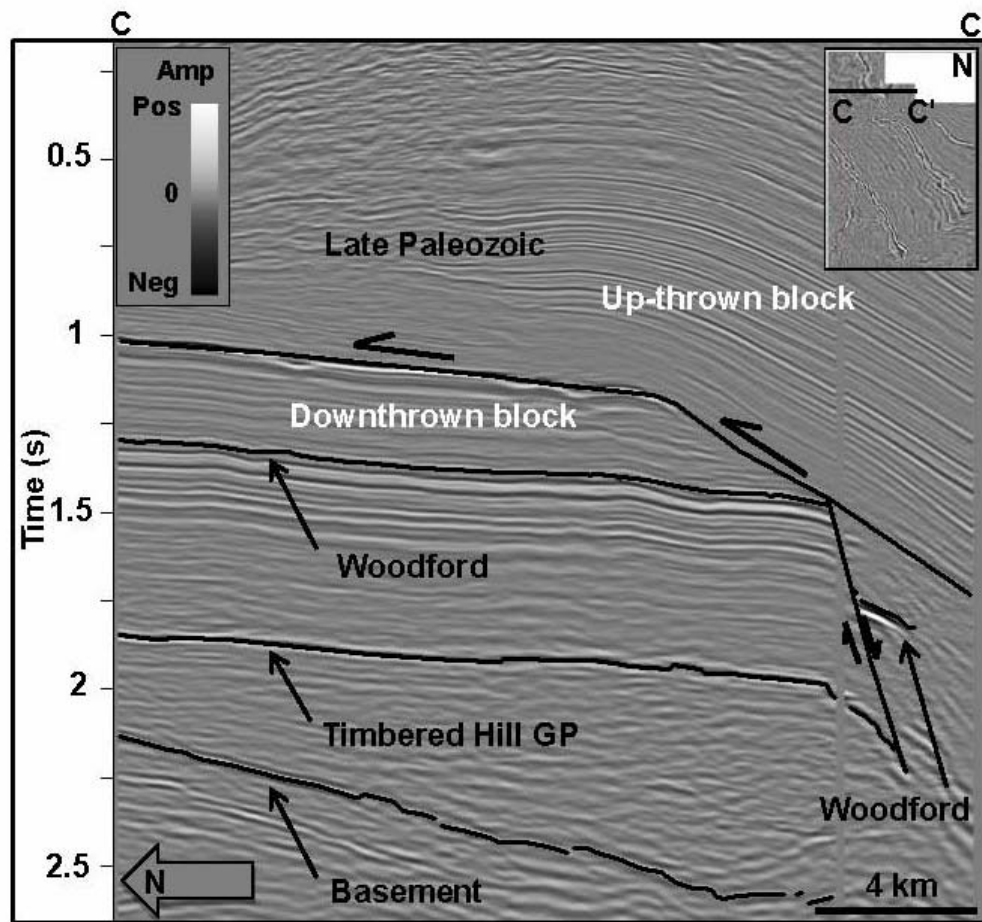 C
C
Amp
Pos
0
Neg
N
C C'
0.5
Late Paleozoic
Up-thrown block
1
Downthrown block
Time (s)
1.5
Woodford
2
Timbered Hill GP
Woodford
2.5
N
Basement
4 km